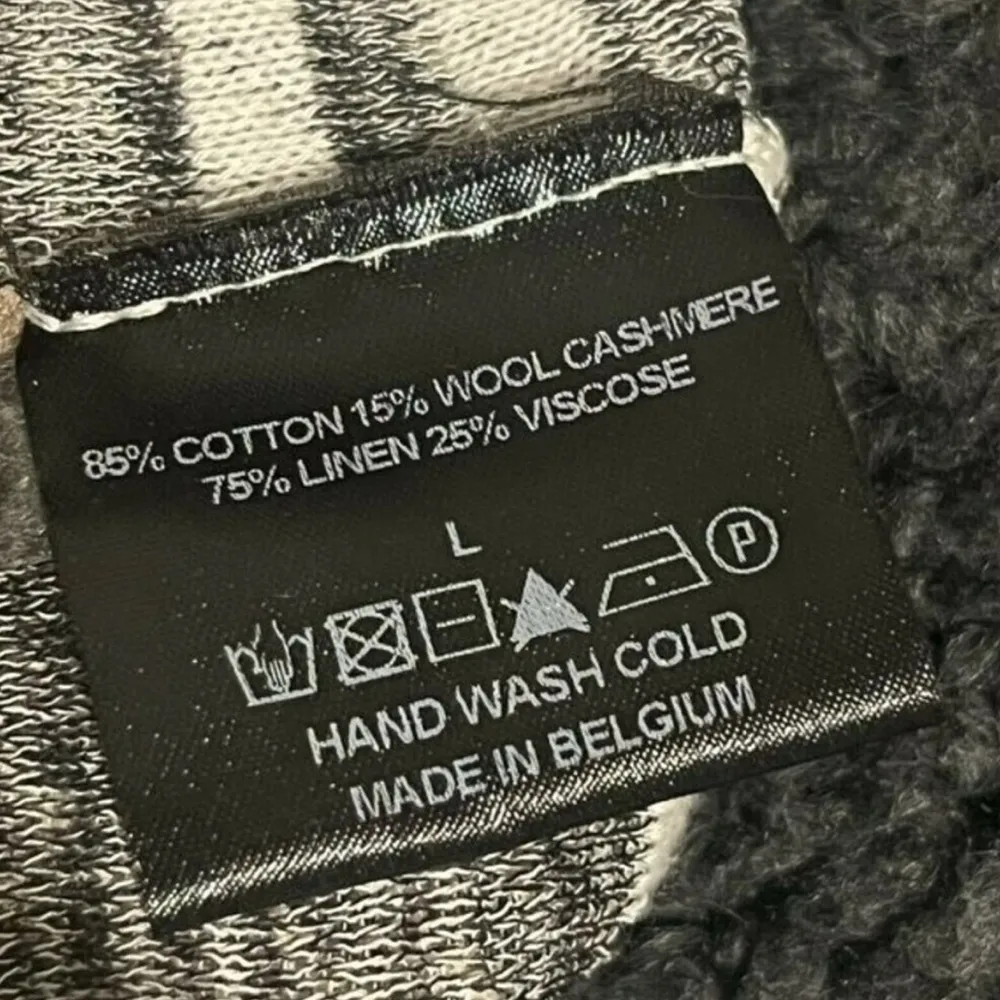 85% COTTON 15% WOOL CASHMERE
75% LINEN 25% VISCOSE
L
P
HAND WASH COLD
MADE IN BELGIUM